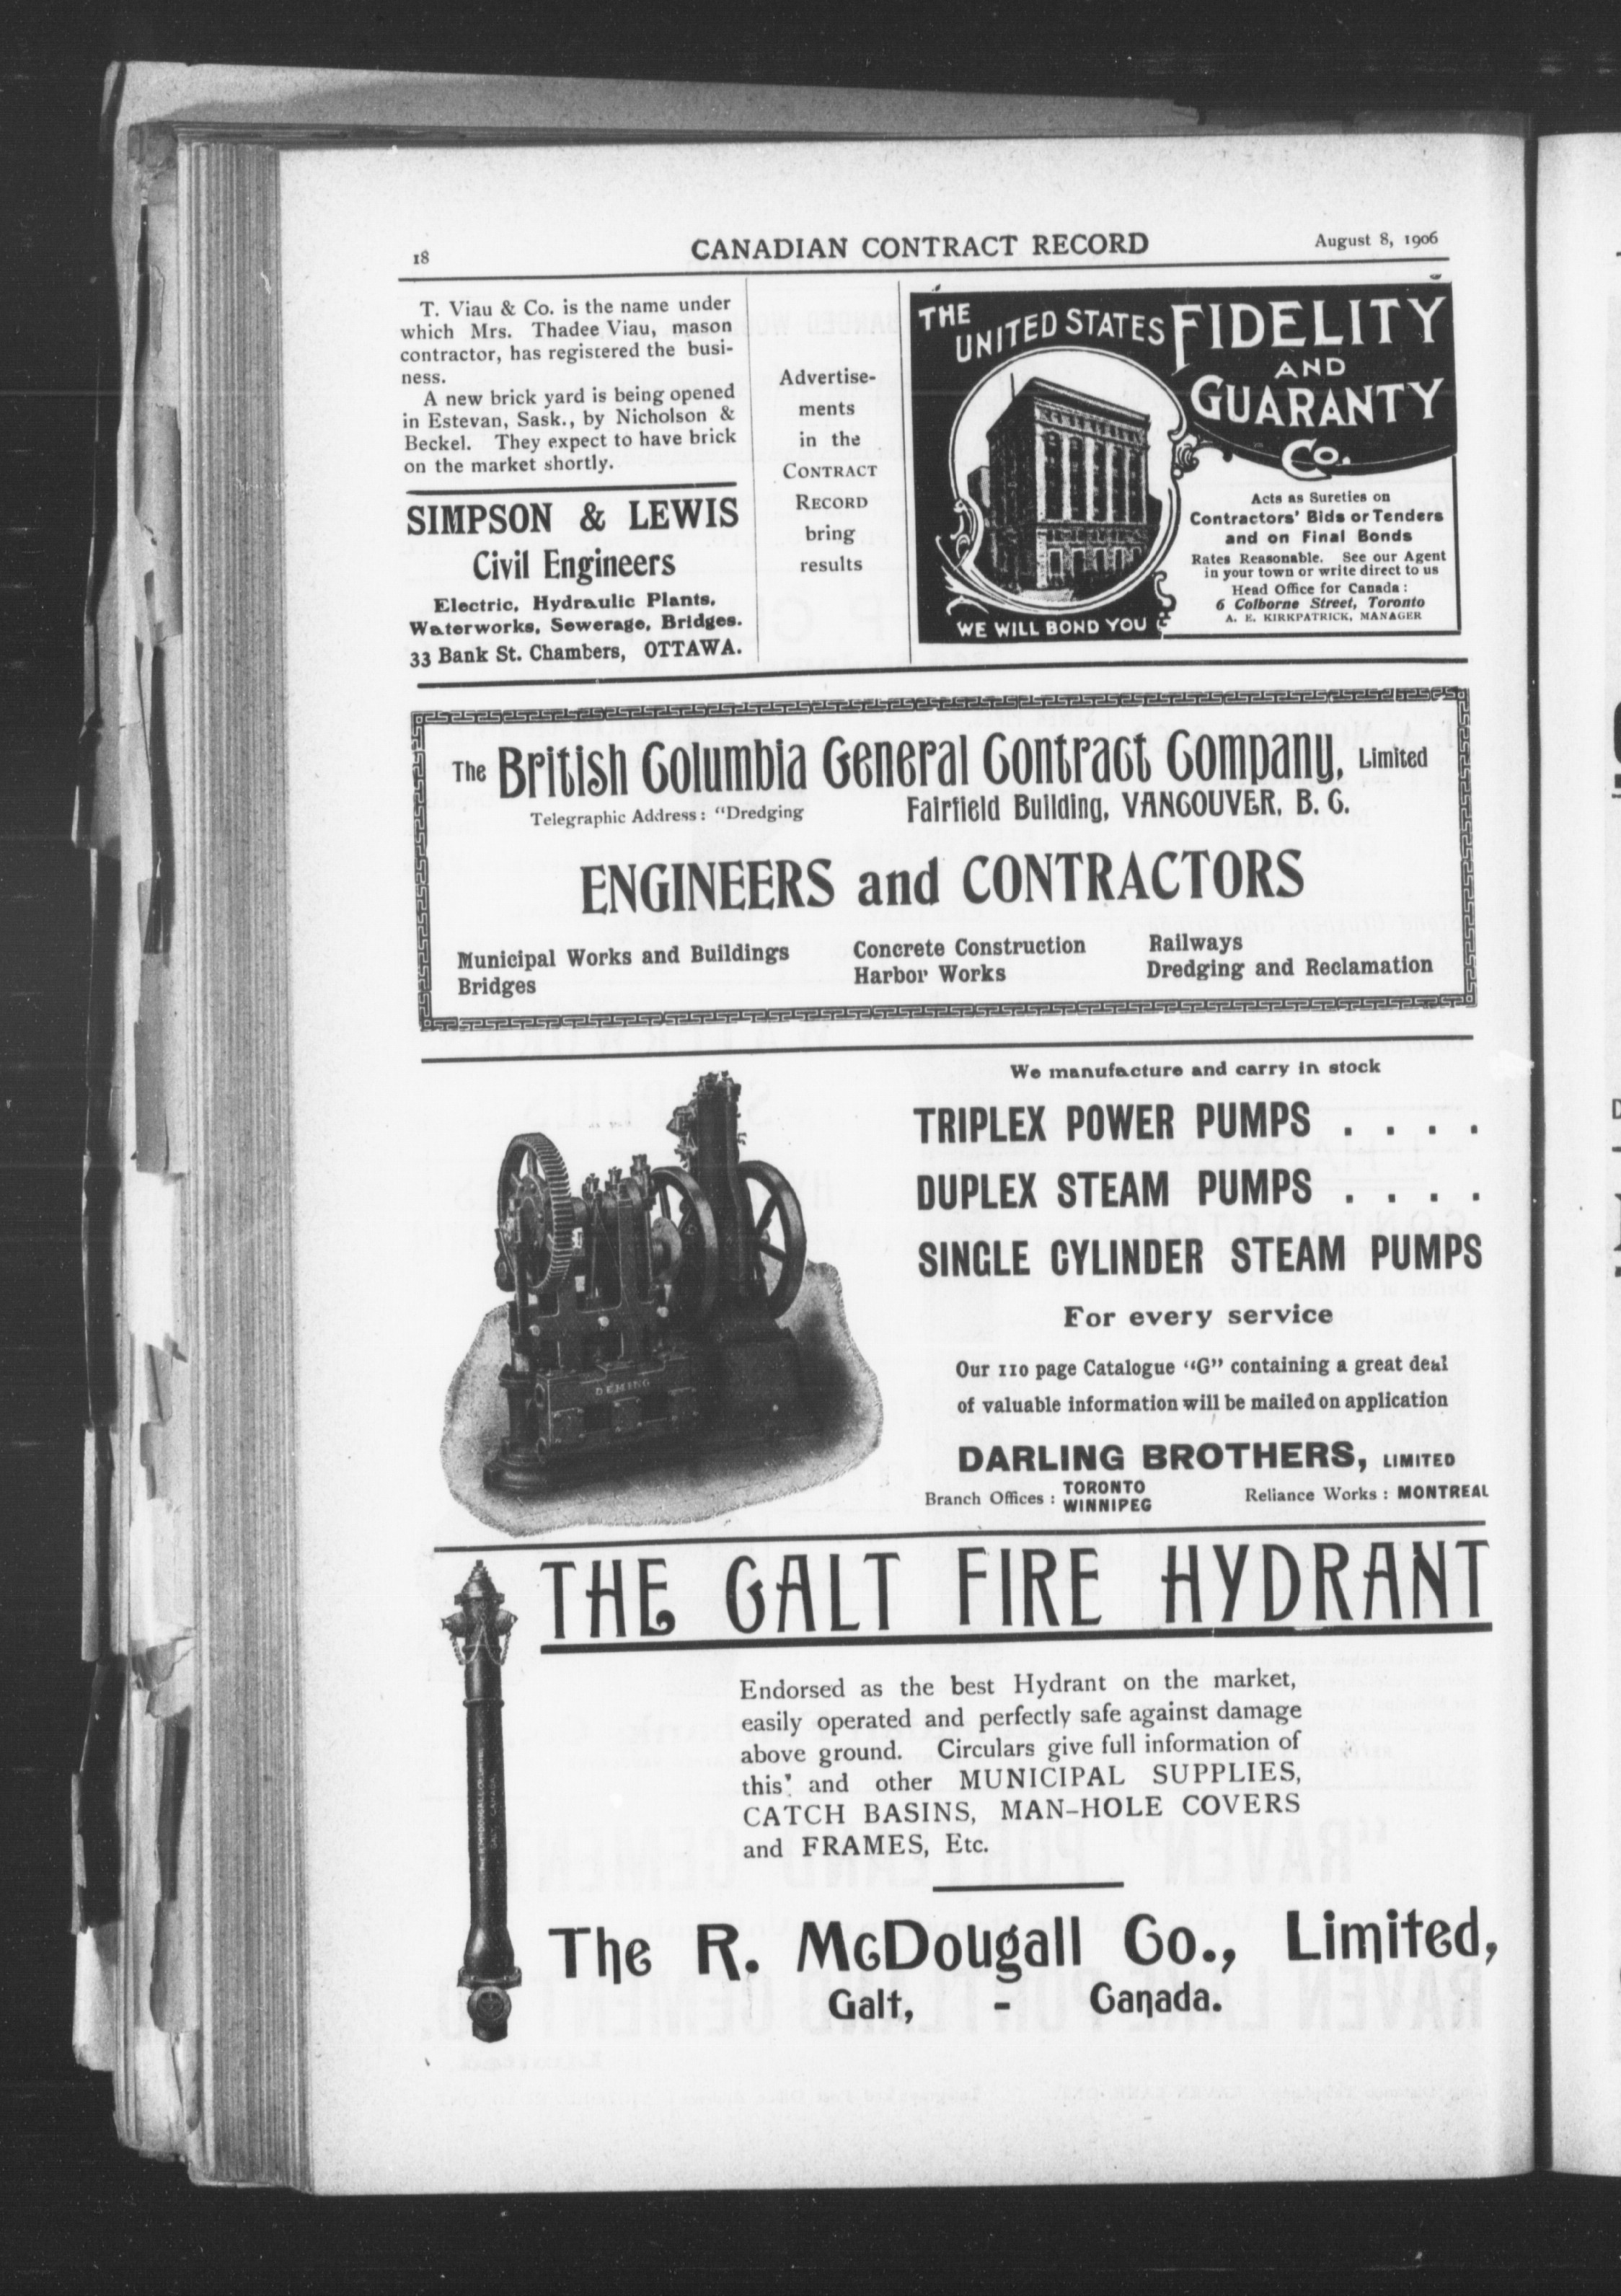 18
CANADIAN CONTRACT RECORD
August 8, 1906
T. Viau & Co. is the name under
which Mrs. Thadee Viau, mason
contractor, has registered the busi-
ness.
A new brick yard is being opened
in Estevan, Sask., by Nicholson &
Beckel. They expect to have brick
on the market shortly.
SIMPSON & LEWIS
Civil Engineers
Electric, Hydraulic Plants,
Waterworks, Sewerage, Bridges.
33 Bank St. Chambers, OTTAWA.
Advertise-
ments
in the
CONTRACT
RECORD
bring
results
THE
UNITED STATES
FIDELITY
AND
GUARANTY
CO.
WE WILL BOND YOU
Acts as Sureties on
Contractors' Bids or Tenders
and on Final Bonds
Rates Reasonable. See our Agent
in your town or write direct to us
Head Office for Canada:
6 Colborne Street, Toronto
A. E. KIRKPATRICK, MANAGER
The British Columbia General Contract Company, Limited
Telegraphic Address: "Dredging
Fairfield Building, VANCOUVER, B. C.
ENGINEERS and CONTRACTORS
Municipal Works and Buildings
Bridges
Concrete Construction
Harbor Works
Railways
Dredging and Reclamation
We manufacture and carry in stock
TRIPLEX POWER PUMPS . . . .
DUPLEX STEAM PUMPS . . . .
SINGLE CYLINDER STEAM PUMPS
For every service
Our 110 page Catalogue "G" containing a great deal
of valuable information will be mailed on application
DEMING
DARLING BROTHERS, LIMITED
Branch Offices: TORONTO
WINNIPEG
Reliance Works: MONTREAL
THE GALT FIRE HYDRANT
Endorsed as the best Hydrant on the market,
easily operated and perfectly safe against damage
above ground. Circulars give full information of
this and other MUNICIPAL SUPPLIES,
CATCH BASINS, MAN-HOLE COVERS
and FRAMES, Etc.
The R. McDougall Co., Limited,
Galt, - Canada.